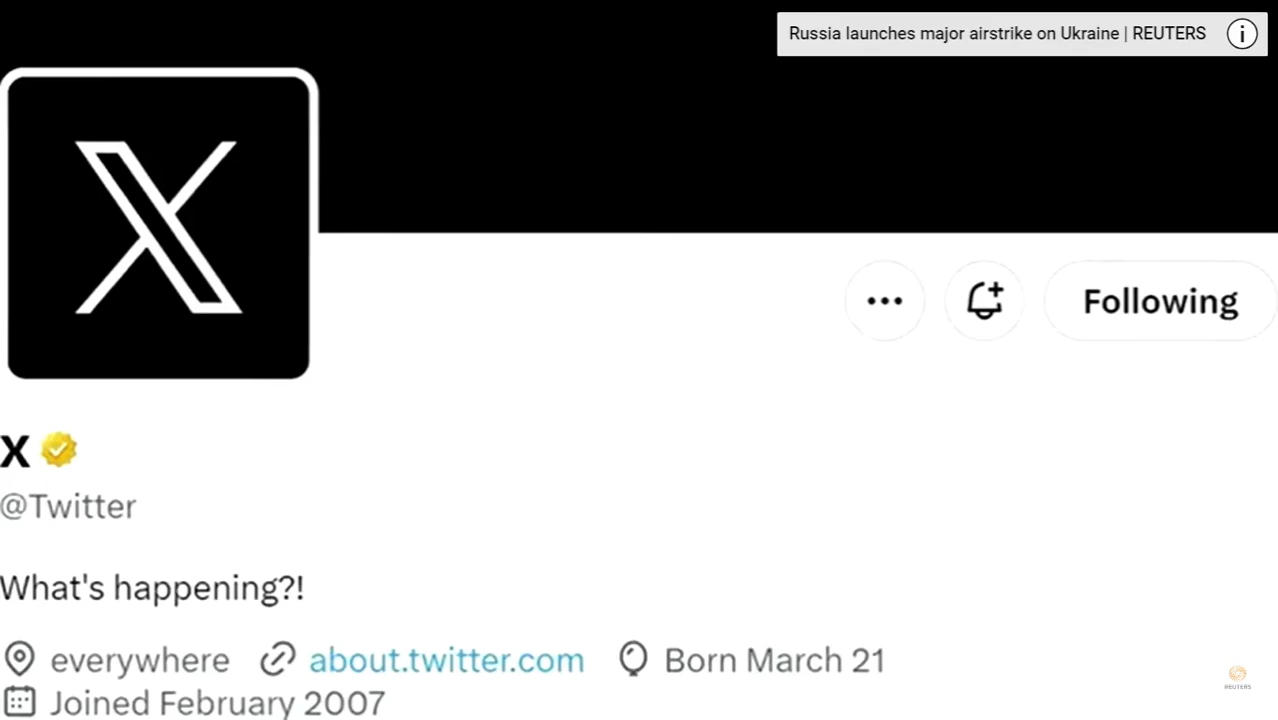 Russia launches major airstrike on Ukraine | REUTERS
Following
X
@Twitter
What's happening?!
everywhere about.twitter.com Born March 21
Joined February 2007
REUTERS